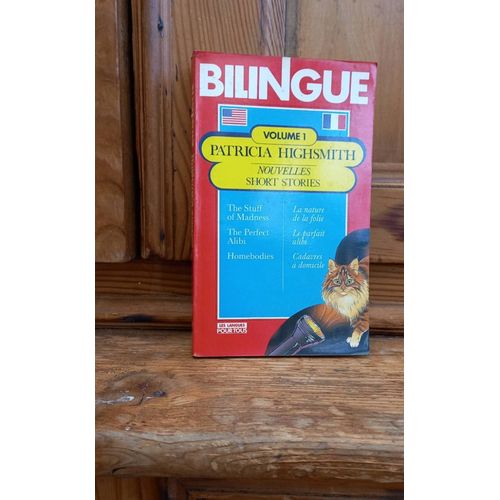 BILINGUE
VOLUME 1
PATRICIA HIGHSMITH
NOUVELLES
SHORT STORIES
The Stuff
of Madness
La nature
de la folie
The Perfect
Alibi
Le parfait
alibi
Homebodies
Cadavres
à domicile
LES LANGUES
POUR TOUS